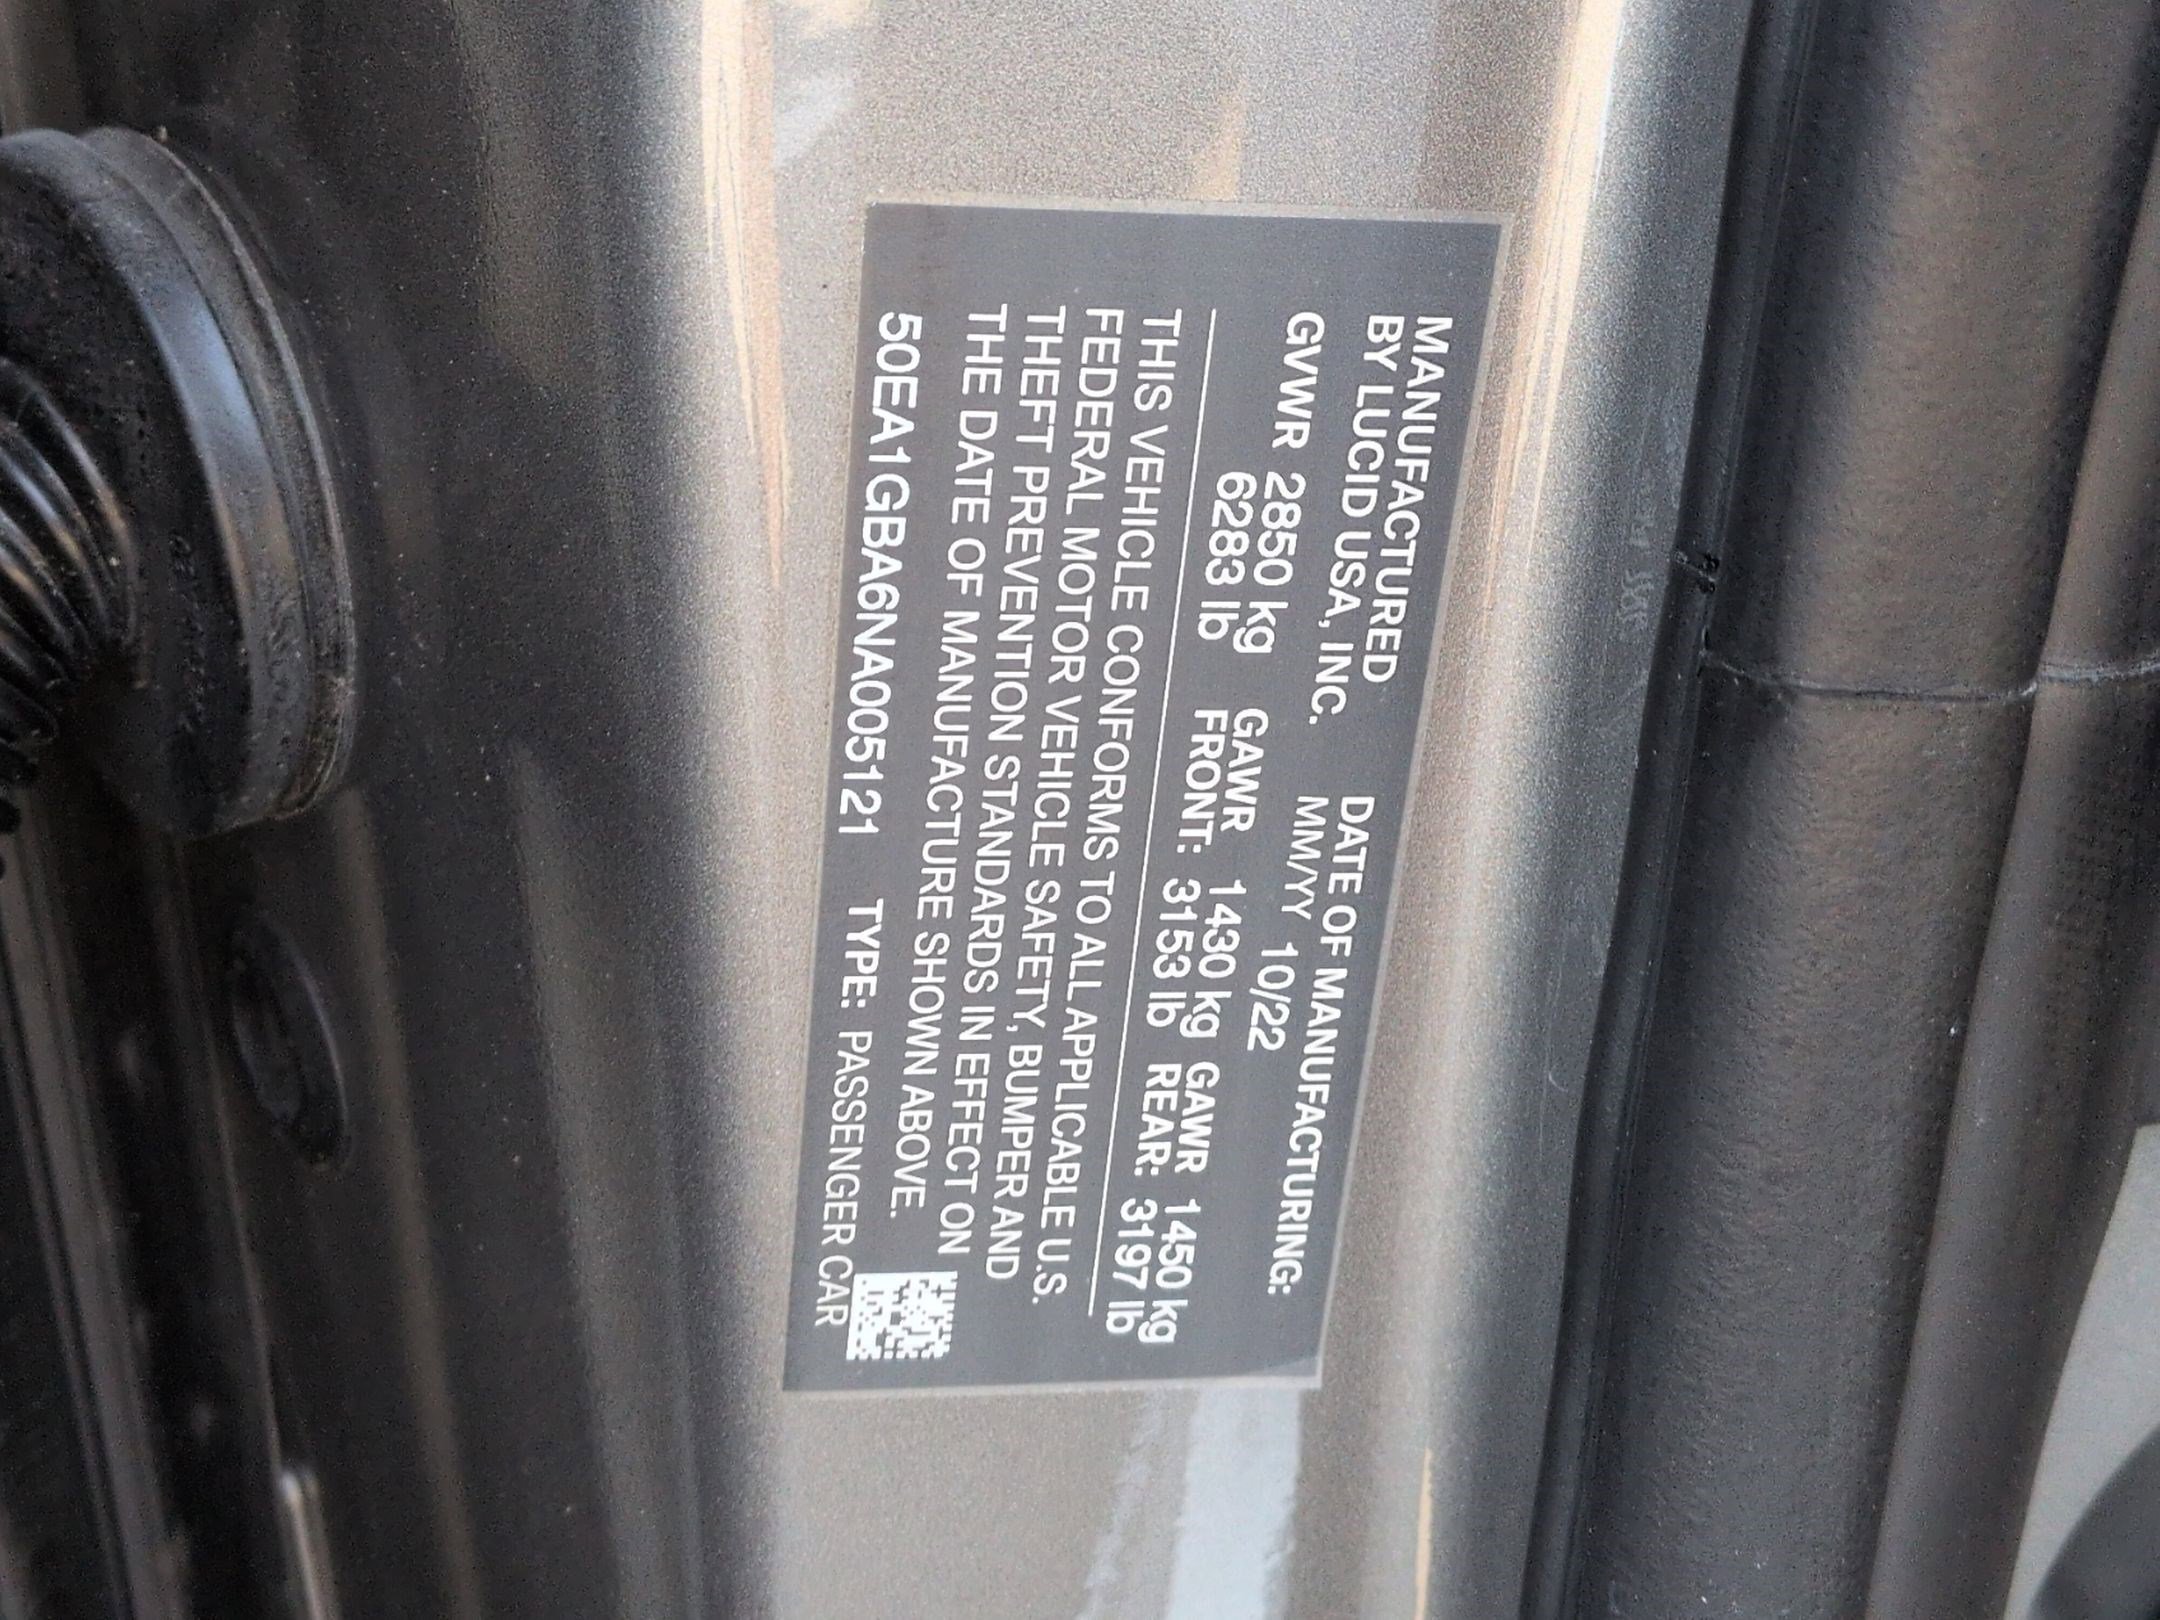 MANUFACTURED
BY LUCID USA, INC.
DATE OF MANUFACTURING:
MM/YY 10/22
GVWR 2850 kg GAWR 1430 kg GAWR 1450 kg
6283 lb FRONT: 3153 lb REAR: 3197 lb
THIS VEHICLE CONFORMS TO ALL APPLICABLE U.S.
FEDERAL MOTOR VEHICLE SAFETY, BUMPER AND
THEFT PREVENTION STANDARDS IN EFFECT ON
THE DATE OF MANUFACTURE SHOWN ABOVE.
50EA1GBA6NA005121 TYPE: PASSENGER CAR